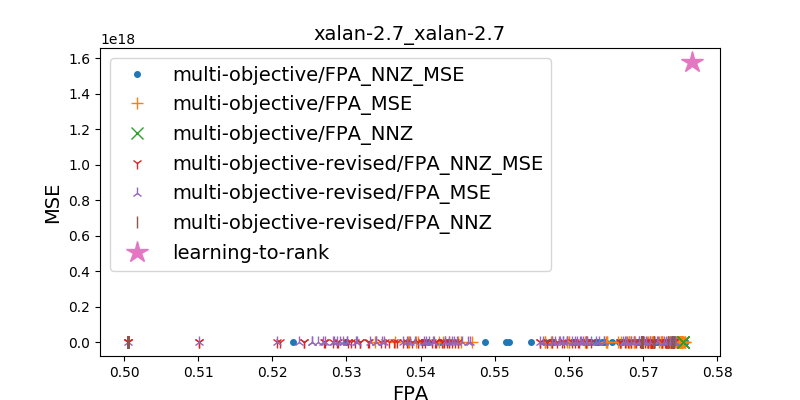 xalan-2.7_xalan-2.7
1e18
1.6
1.4
1.2
1.0
0.8
0.6
0.4
0.2
0.0
MSE
multi-objective/FPA_NNZ_MSE
multi-objective/FPA_MSE
multi-objective/FPA_NNZ
multi-objective-revised/FPA_NNZ_MSE
multi-objective-revised/FPA_MSE
multi-objective-revised/FPA_NNZ
learning-to-rank
0.50 0.51 0.52 0.53 0.54 0.55 0.56 0.57 0.58
FPA